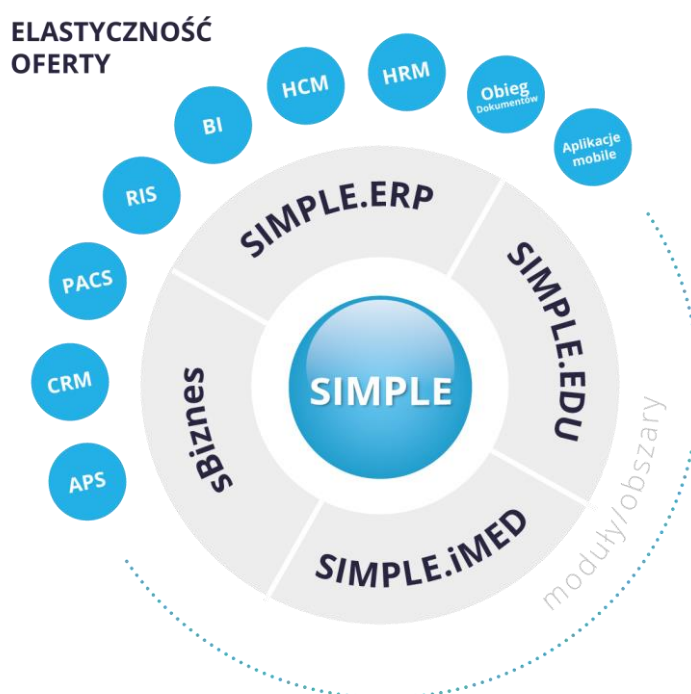 ELASTYCZNOŚĆ
OFERTY
HCM
HRM
Obieg
Dokumentów
Aplikacje
mobile
BI
RIS
PACS
CRM
APS
SIMPLE.ERP
SIMPLE.EDU
SIMPLE.iMED
sBiznes
SIMPLE
moduły/obszary